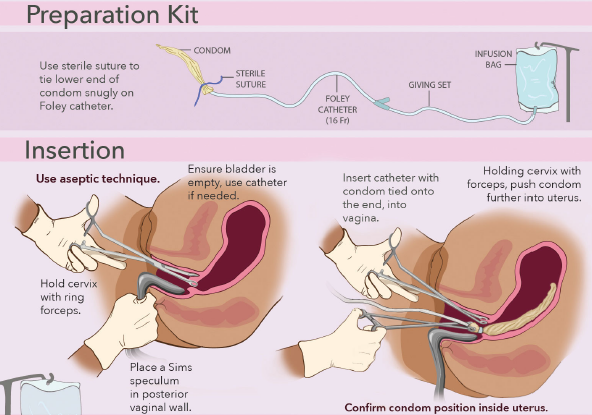 Preparation Kit
Use sterile suture to
tie lower end of
condom snugly on
Foley catheter.
CONDOM
STERILE
SUTURE
FOLEY
CATHETER
(16 Fr)
GIVING SET
INFUSION
BAG
Insertion
Use aseptic technique.
Ensure bladder is
empty, use catheter
if needed.
Hold cervix
with ring
forceps.
Place a Sims
speculum
in posterior
vaginal wall.
Insert catheter with
condom tied onto
the end, into
vagina.
Holding cervix with
forceps, push condom
further into uterus.
Confirm condom position inside uterus.